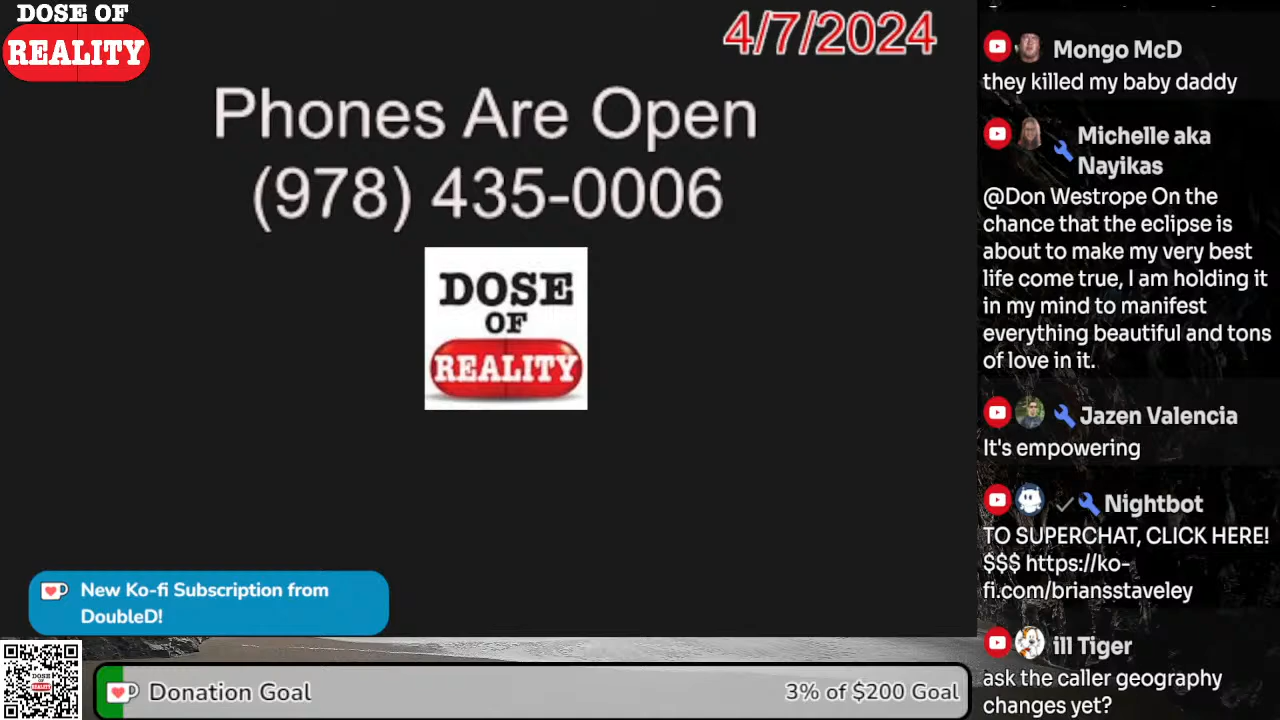 DOSE OF
REALITY
4/7/2024
Phones Are Open
(978) 435-0006
DOSE
OF
REALITY
New Ko-fi Subscription from
DoubleD!
DOSE OF
REALITY
Donation Goal
3% of $200 Goal
Mongo McD
they killed my baby daddy
Michelle aka
Nayikas
@Don Westrope On the
chance that the eclipse is
about to make my very best
life come true, I am holding it
in my mind to manifest
everything beautiful and tons
of love in it.
Jazen Valencia
It's empowering
Nightbot
TO SUPERCHAT, CLICK HERE!
$$$ https://ko-
fi.com/briansstaveley
ill Tiger
ask the caller geography
changes yet?